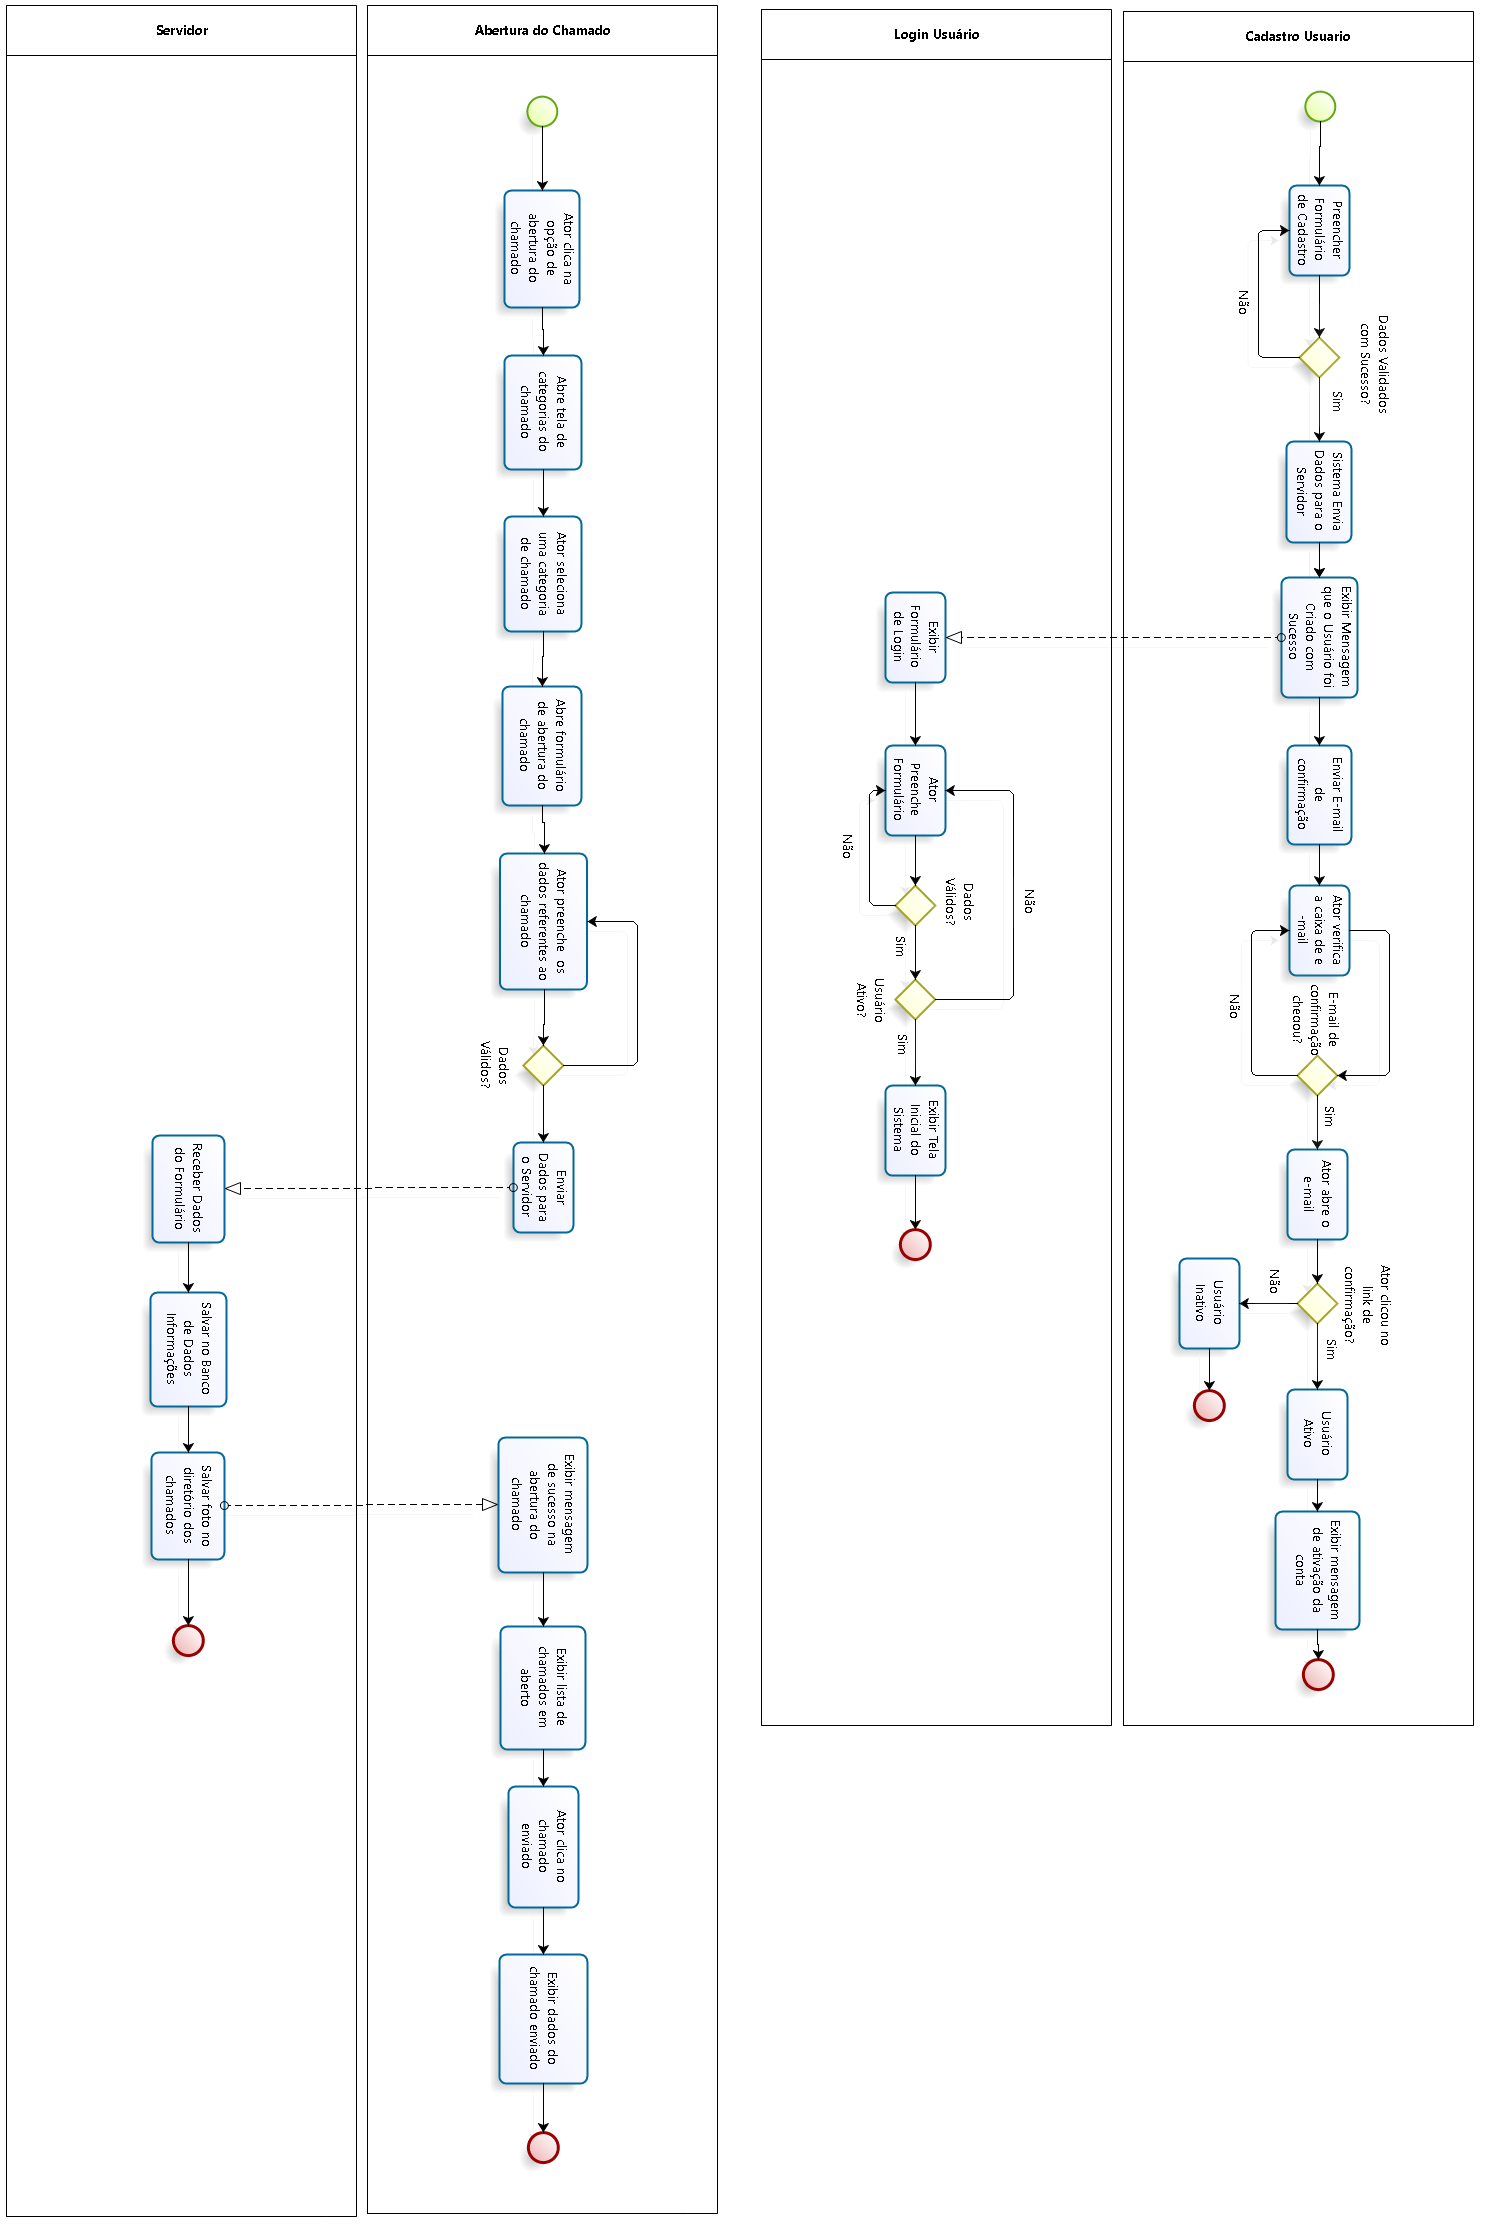 Servidor
Abertura do Chamado
Login Usuário
Cadastro Usuario
Preencher
Formulário
de Cadastro
Não
Dados Validados
com Sucesso?
Sim
Sistema Envia
Dados para o
Servidor
Exibir Mensagem
que o Usuário foi
Criado com
Sucesso
Enviar E-mail
de
confirmação
Ator verifica
a caixa de e
-mail
E-mail de
confirmação
chegou?
Não
Sim
Ator abre o
e-mail
Ator clicou no
link de
confirmação?
Não
Usuário
Inativo
Sim
Usuário
Ativo
Exibir mensagem
de ativação da
conta
Exibir
Formulário
de Login
Ator
Preenche
Formulário
Não
Dados
Válidos?
Não
Sim
Usuário
Ativo?
Sim
Exibir Tela
Inicial do
Sistema
Ator clica na
opção de
abertura do
chamado
Abre tela de
categorias do
chamado
Ator seleciona
uma categoria
de chamado
Abre formulário
de abertura do
chamado
Ator preenche os
dados referentes ao
chamado
Dados
Válidos?
Enviar
Dados para
o Servidor
Receber Dados
do Formulário
Salvar no Banco
de Dados
Informações
Salvar foto no
diretório dos
chamados
Exibir mensagem
de sucesso na
abertura do
chamado
Exibir lista de
chamados em
aberto
Ator clica no
chamado
enviado
Exibir dados do
chamado enviado